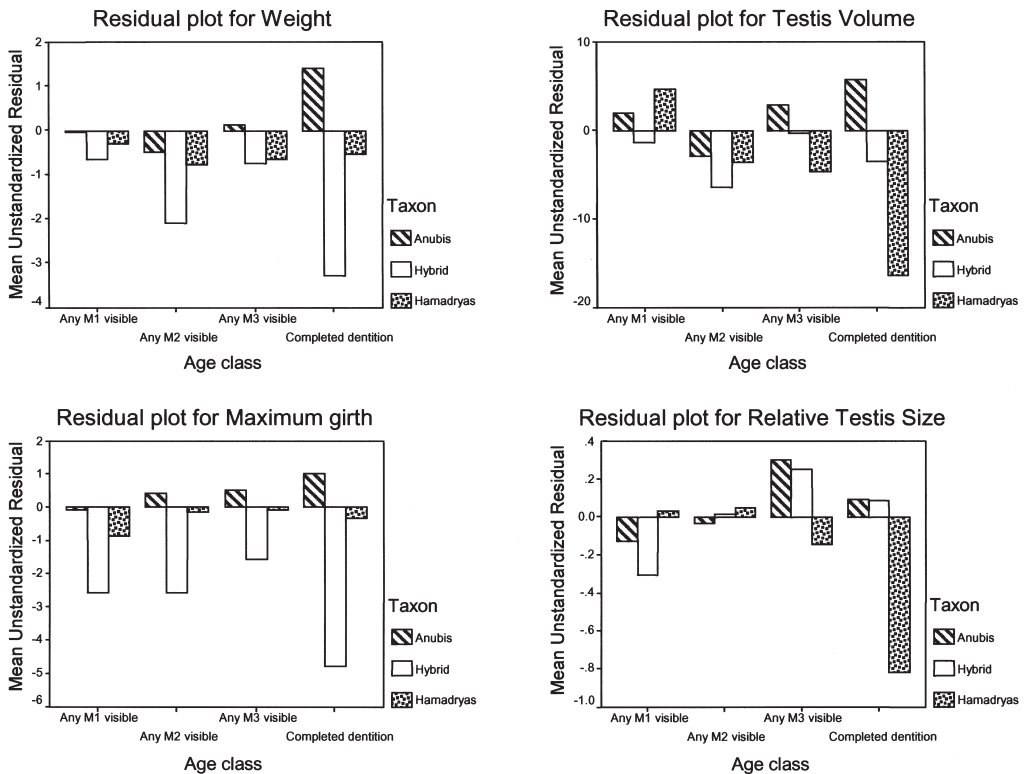 Residual plot for Weight
Mean Unstandardized Residual
2
1
0
-1
-2
-3
-4
Any M1 visible
Any M2 visible
Any M3 visible
Completed dentition
Age class
Taxon
Anubis
Hybrid
Hamadryas
Residual plot for Testis Volume
Mean Unstandardized Residual
10
0
-10
-20
Any M1 visible
Any M2 visible
Any M3 visible
Completed dentition
Age class
Taxon
Anubis
Hybrid
Hamadryas
Residual plot for Maximum girth
Mean Unstandardized Residual
2
1
0
-1
-2
-3
-4
-5
-6
Any M1 visible
Any M2 visible
Any M3 visible
Completed dentition
Age class
Taxon
Anubis
Hybrid
Hamadryas
Residual plot for Relative Testis Size
Mean Unstandardized Residual
.4
.2
0.0
-.2
-.4
-.6
-.8
-1.0
Any M1 visible
Any M2 visible
Any M3 visible
Completed dentition
Age class
Taxon
Anubis
Hybrid
Hamadryas